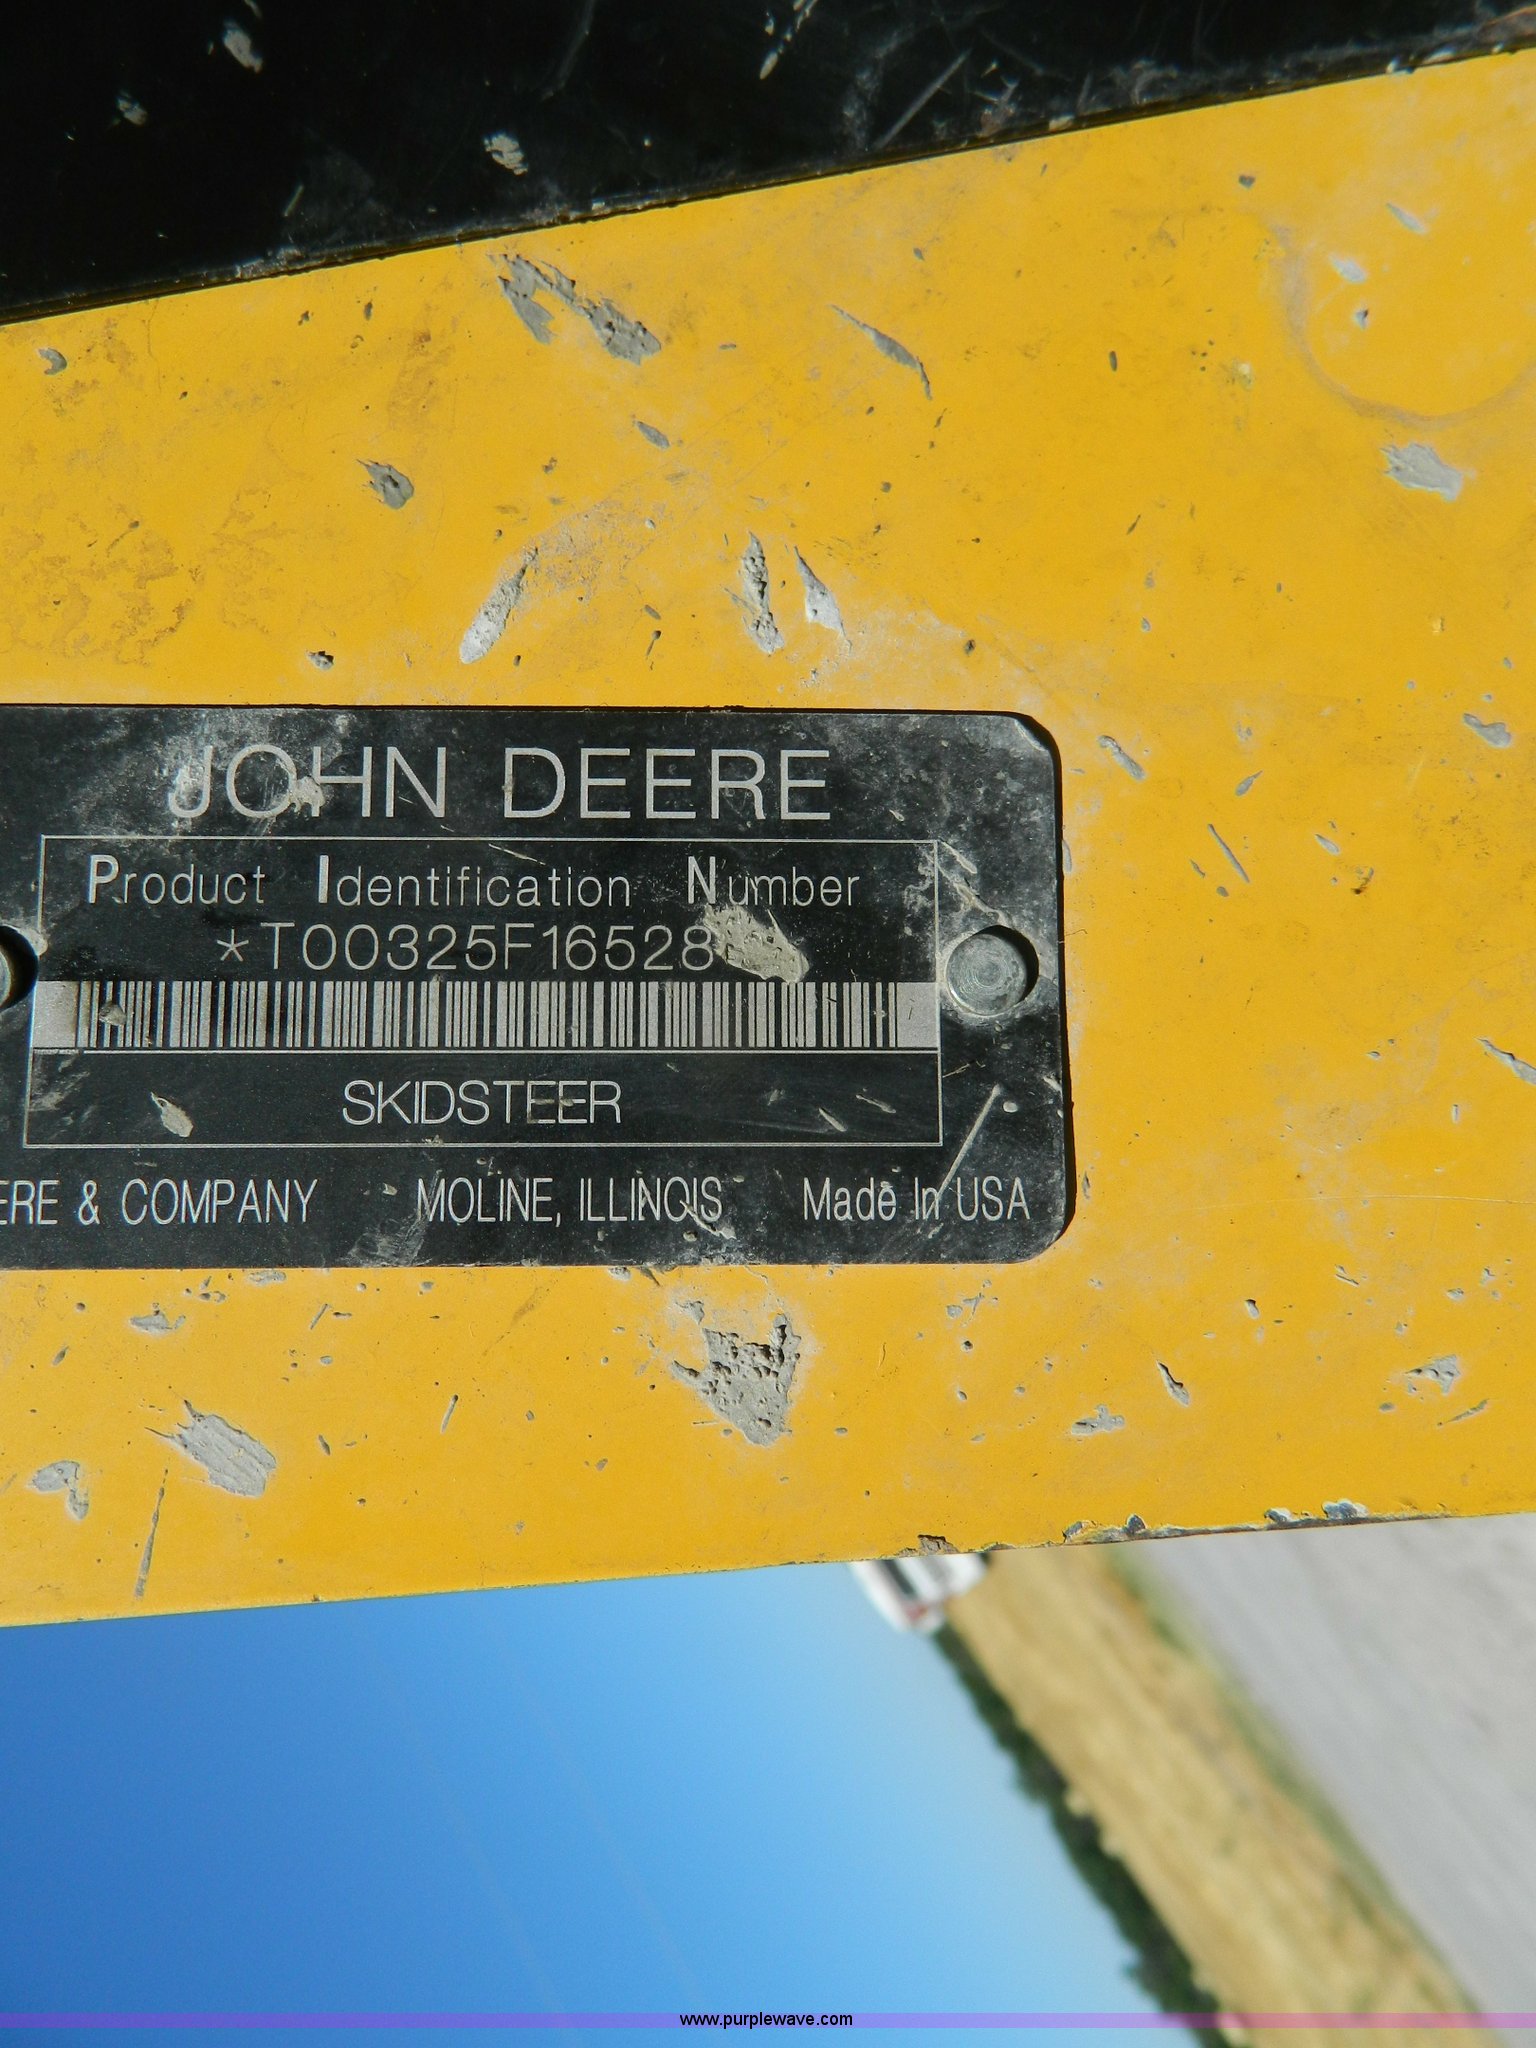 JOHN DEERE
Product Identification Number
*T00325F16528
SKIDSTEER
ERE & COMPANY MOLINE, ILLINOIS Made In USA
www.purplewave.com